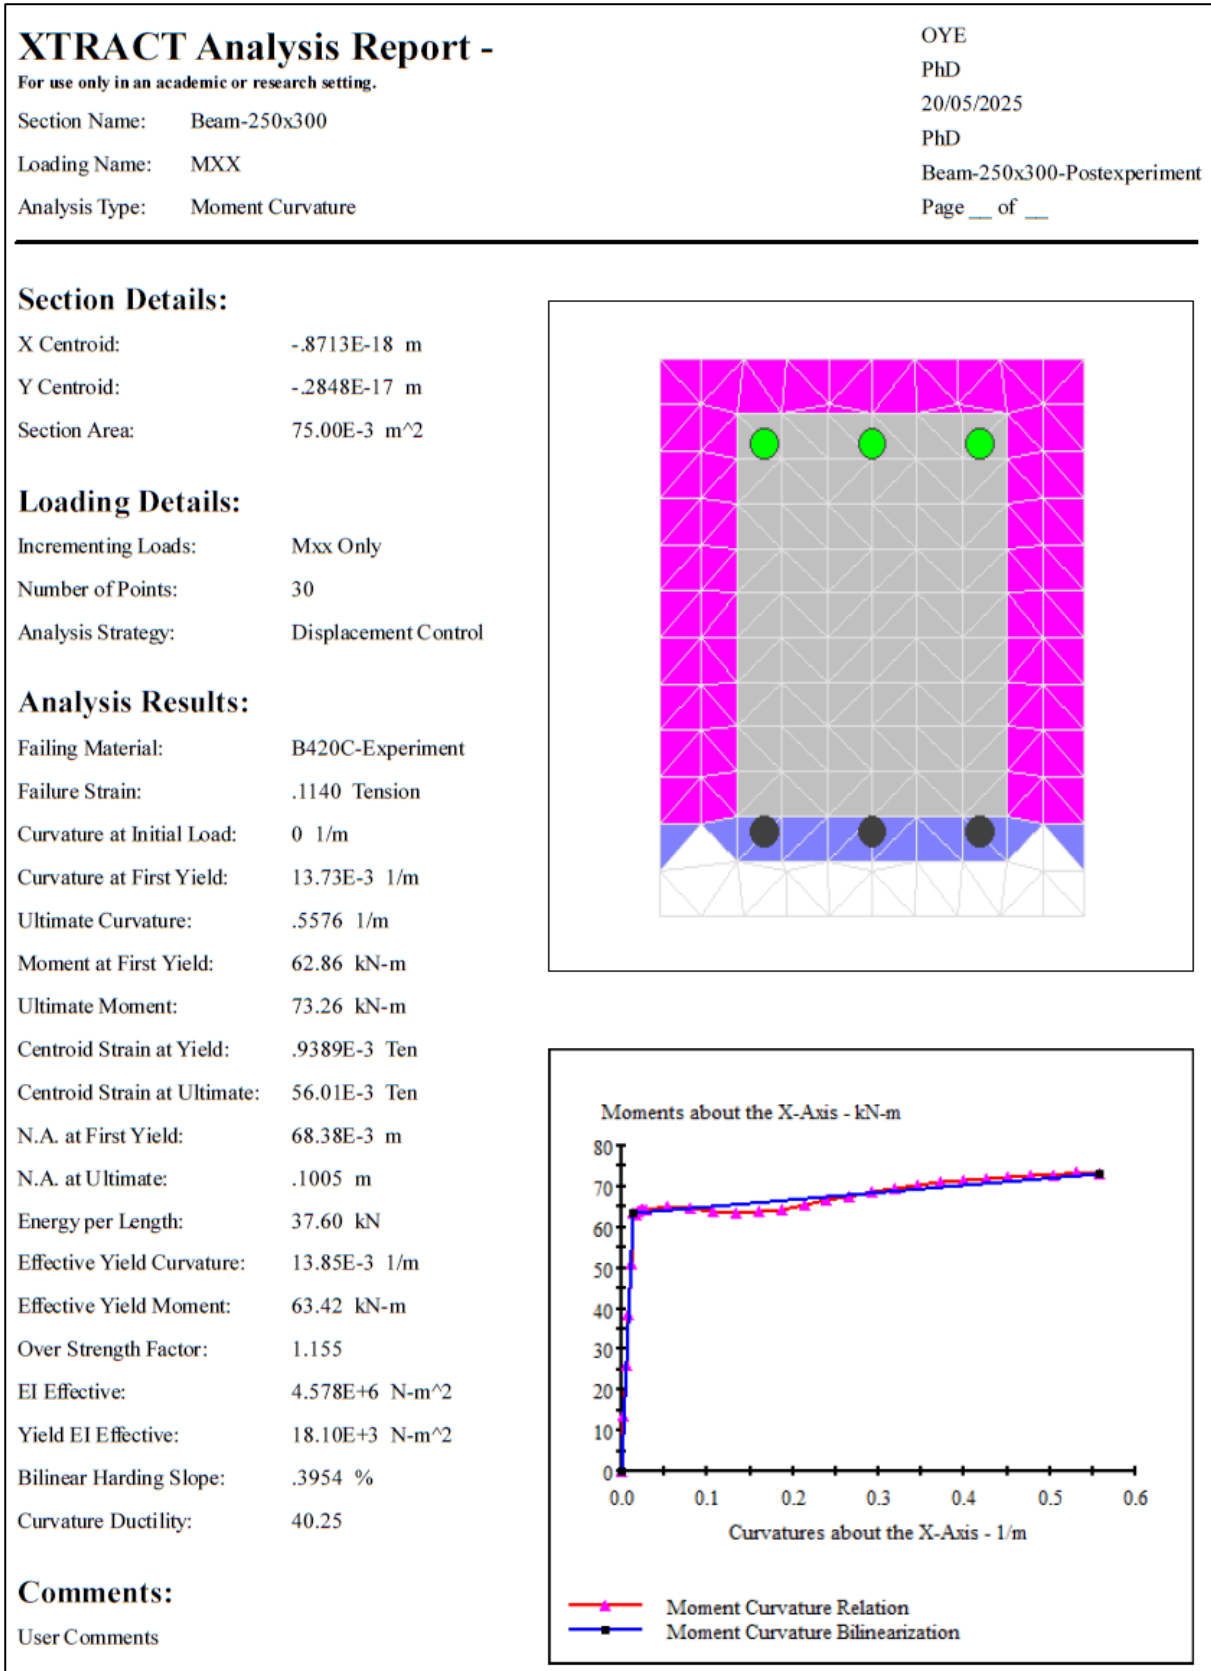 XTRACT Analysis Report -
For use only in an academic or research setting.
Section Name: Beam-250x300
Loading Name: MXX
Analysis Type: Moment Curvature
OYE
PhD
20/05/2025
PhD
Beam-250x300-Postexperiment
Page __ of __
Section Details:
X Centroid: -.8713E-18 m
Y Centroid: -.2848E-17 m
Section Area: 75.00E-3 m^2
Loading Details:
Incrementing Loads: Mxx Only
Number of Points: 30
Analysis Strategy: Displacement Control
Analysis Results:
Failing Material: B420C-Experiment
Failure Strain: .1140 Tension
Curvature at Initial Load: 0 1/m
Curvature at First Yield: 13.73E-3 1/m
Ultimate Curvature: .5576 1/m
Moment at First Yield: 62.86 kN-m
Ultimate Moment: 73.26 kN-m
Centroid Strain at Yield: .9389E-3 Ten
Centroid Strain at Ultimate: 56.01E-3 Ten
N.A. at First Yield: 68.38E-3 m
N.A. at Ultimate: .1005 m
Energy per Length: 37.60 kN
Effective Yield Curvature: 13.85E-3 1/m
Effective Yield Moment: 63.42 kN-m
Over Strength Factor: 1.155
EI Effective: 4.578E+6 N-m^2
Yield EI Effective: 18.10E+3 N-m^2
Bilinear Harding Slope: .3954 %
Curvature Ductility: 40.25
Comments:
User Comments
Moments about the X-Axis - kN-m
80
70
60
50
40
30
20
10
0
0.0 0.1 0.2 0.3 0.4 0.5 0.6
Curvatures about the X-Axis - 1/m
Moment Curvature Relation
Moment Curvature Bilinearization